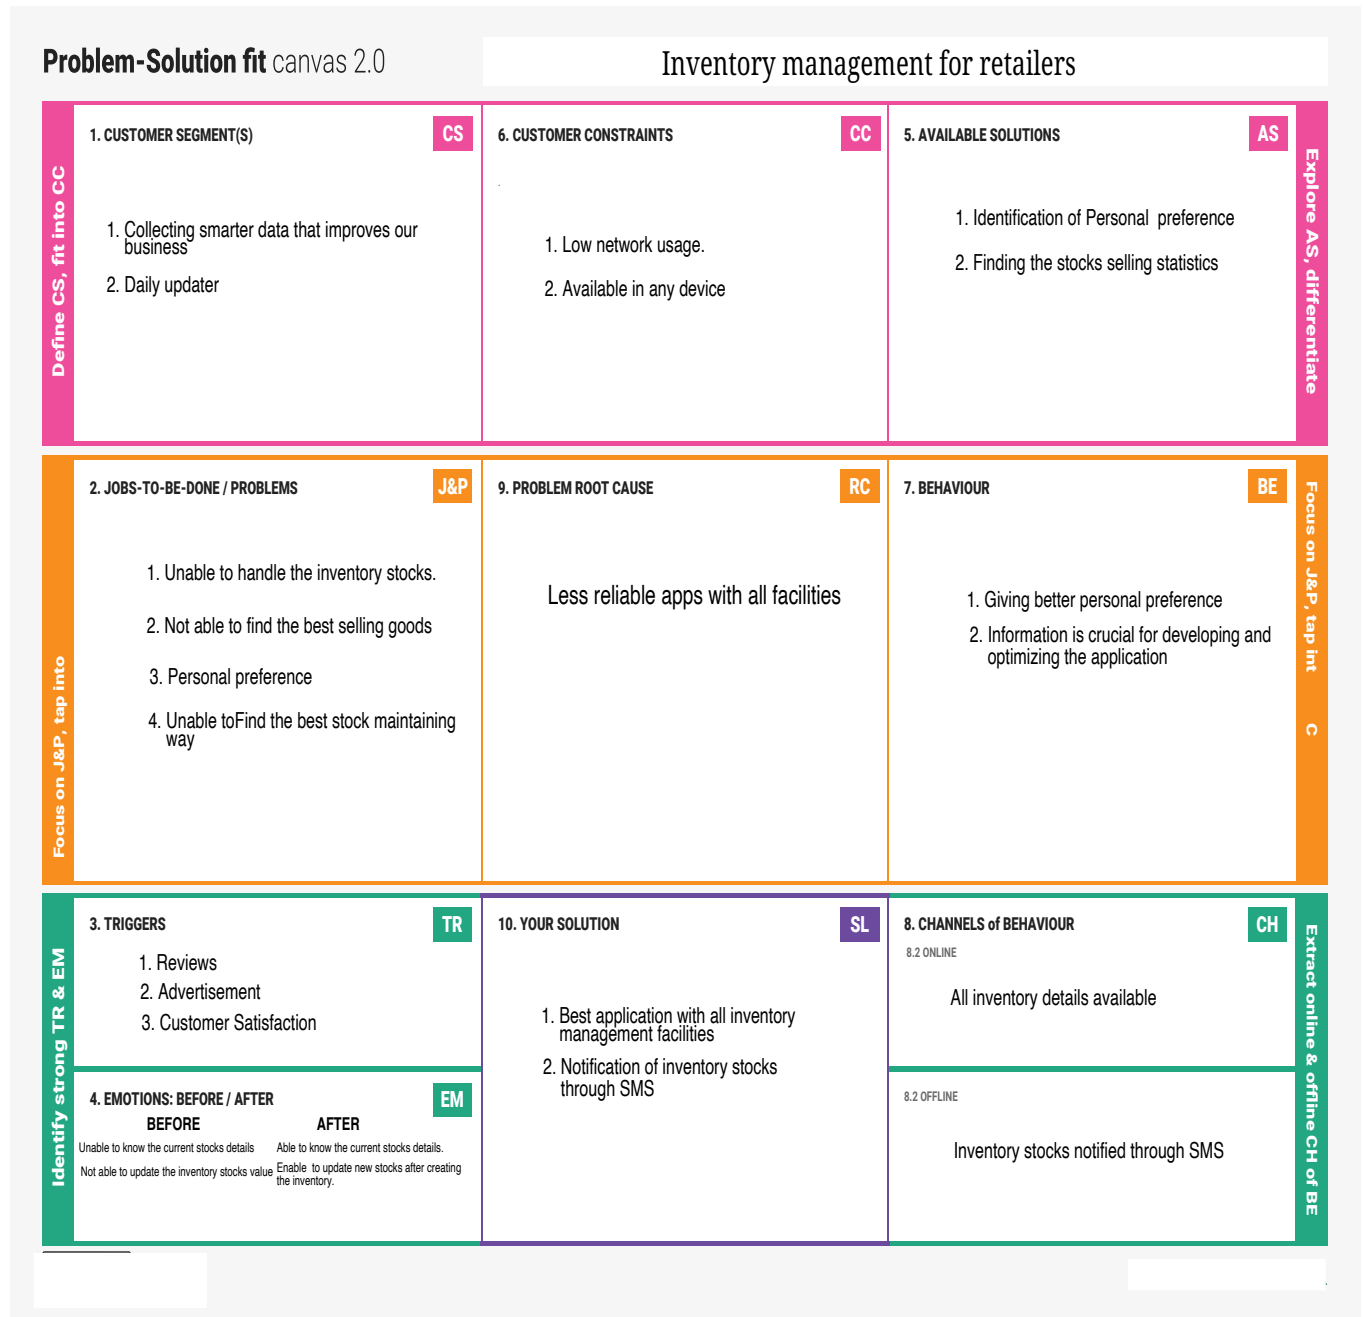 Problem-Solution fit canvas 2.0
Inventory management for retailers
Define CS, fit into CC
1. CUSTOMER SEGMENT(S)
CS
1. Collecting smarter data that improves our
business
2. Daily updater
6. CUSTOMER CONSTRAINTS
CC
1. Low network usage.
2. Available in any device
5. AVAILABLE SOLUTIONS
AS
1. Identification of Personal preference
2. Finding the stocks selling statistics
Explore AS, differentiate
Focus on J&P, tap into
2. JOBS-TO-BE-DONE / PROBLEMS
J&P
1. Unable to handle the inventory stocks.
2. Not able to find the best selling goods
3. Personal preference
4. Unable toFind the best stock maintaining
way
9. PROBLEM ROOT CAUSE
RC
Less reliable apps with all facilities
7. BEHAVIOUR
BE
1. Giving better personal preference
2. Information is crucial for developing and
optimizing the application
Focus on J&P, tap int C
Identify strong TR & EM
3. TRIGGERS
TR
1. Reviews
2. Advertisement
3. Customer Satisfaction
4. EMOTIONS: BEFORE / AFTER
EM
BEFORE
AFTER
Unable to know the current stocks details
Able to know the current stocks details.
Not able to update the inventory stocks value
Enable to update new stocks after creating
the inventory.
10. YOUR SOLUTION
SL
1. Best application with all inventory
management facilities
2. Notification of inventory stocks
through SMS
8. CHANNELS of BEHAVIOUR
CH
8.2 ONLINE
All inventory details available
8.2 OFFLINE
Inventory stocks notified through SMS
Extract online & offline CH of BE